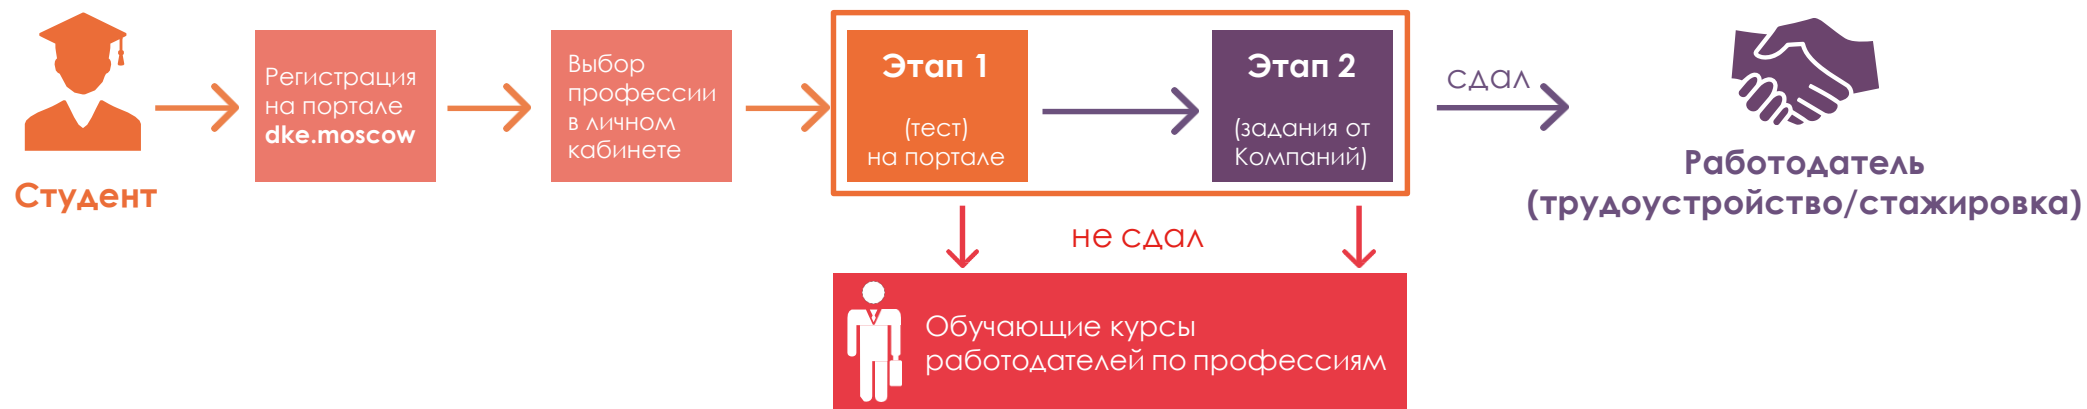 Студент
Регистрация
на портале
dke.moscow
Выбор
профессии
в личном
кабинете
Этап 1
(тест)
на портале
Этап 2
(задания от
Компаний)
сдал
Работодатель
(трудоустройство/стажировка)
не сдал
Обучающие курсы
работодателей по профессиям